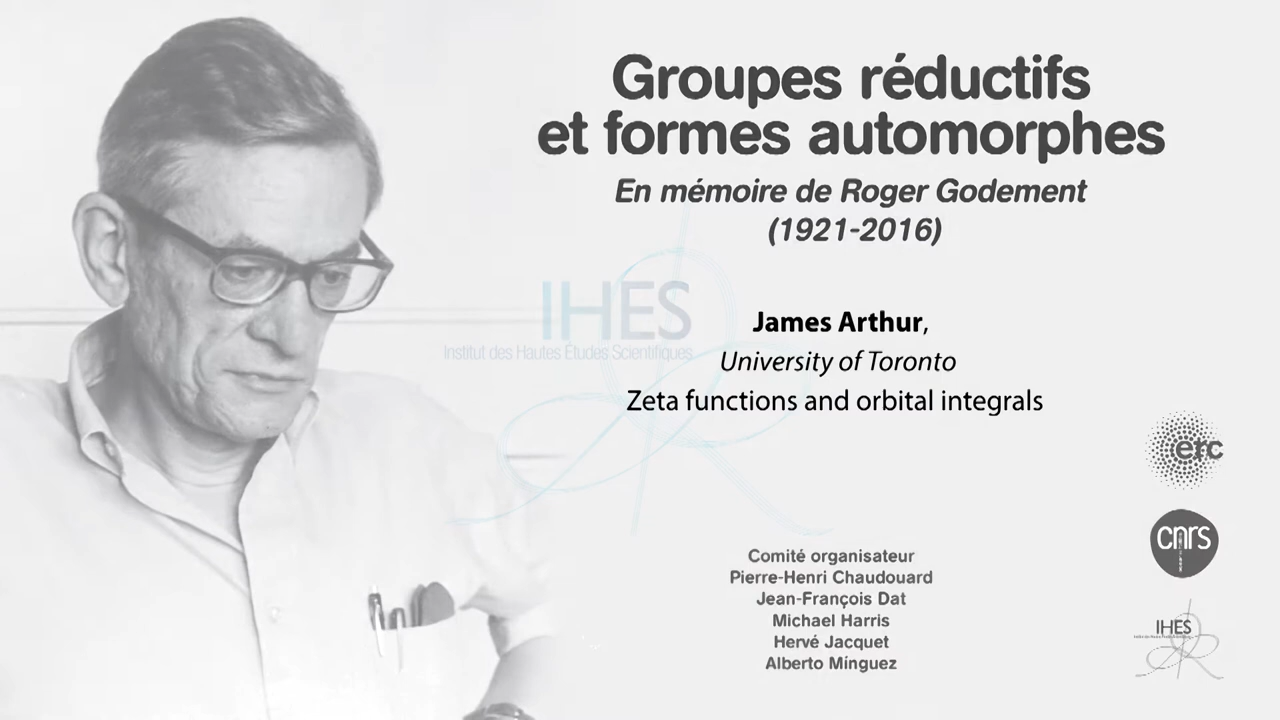 Groupes réductifs
et formes automorphes
En mémoire de Roger Godement
(1921-2016)
IHES
Institut des Hautes Études Scientifiques
James Arthur,
University of Toronto
Zeta functions and orbital integrals
erc
cnrs
Comité organisateur
Pierre-Henri Chaudouard
Jean-François Dat
Michael Harris
Hervé Jacquet
Alberto Mínguez
IHES